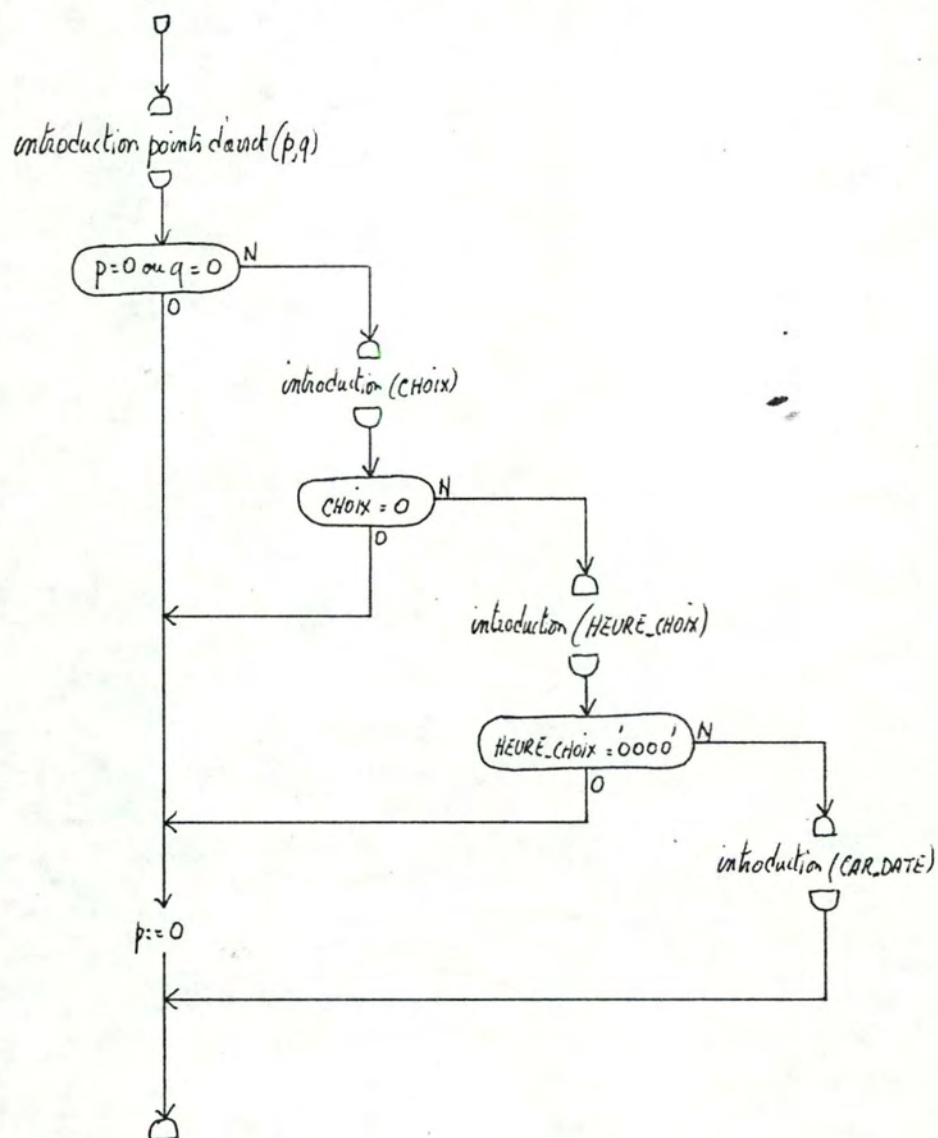 introduction points d'arrêt (p,q)
p=0 ou q=0
N
O
introduction (CHOIX)
CHOIX = 0
N
O
introduction (HEURE_CHOIX)
HEURE_CHOIX = '0000'
N
O
introduction (CAR_DATE)
p:=0